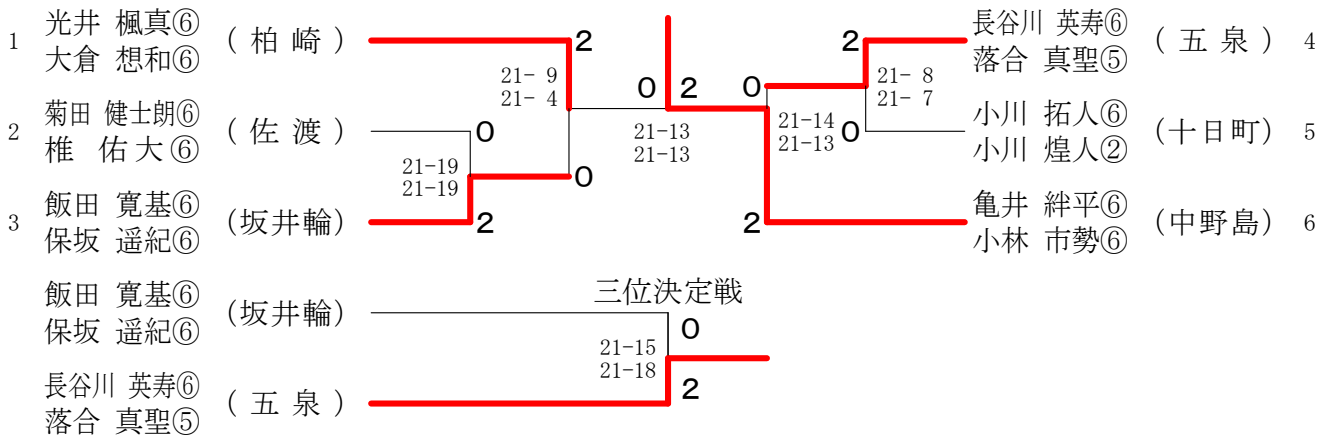 1 光井 楓真⑥ 大倉 想和⑥ (柏崎) 2
21- 9
21- 4
2 菊田 健士朗⑥ 椎 佑大⑥ (佐渡) 0
21-19
21-19
0
3 飯田 寛基⑥ 保坂 遥紀⑥ (坂井輪) 2
0 2
21-13
21-13
2 長谷川 英寿⑥ 落合 真聖⑤ (五泉) 4
0
21- 8
21- 7
21-14
21-13
0 小川 拓人⑥ 小川 煌人② (十日町) 5
2 亀井 絆平⑥ 小林 市勢⑥ (中野島) 6
三位決定戦
飯田 寛基⑥ 保坂 遥紀⑥ (坂井輪) 0
21-15
21-18
長谷川 英寿⑥ 落合 真聖⑤ (五泉) 2